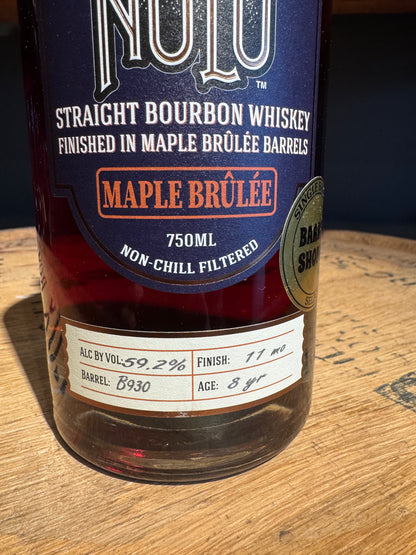 NULU
TM
STRAIGHT BOURBON WHISKEY
FINISHED IN MAPLE BRÛLÉE BARRELS
MAPLE BRÛLÉE
750ML
NON-CHILL FILTERED
SINGLE
ALC BY VOL: 59.2%
FINISH: 11 mo
BARREL: B930
AGE: 8 yr